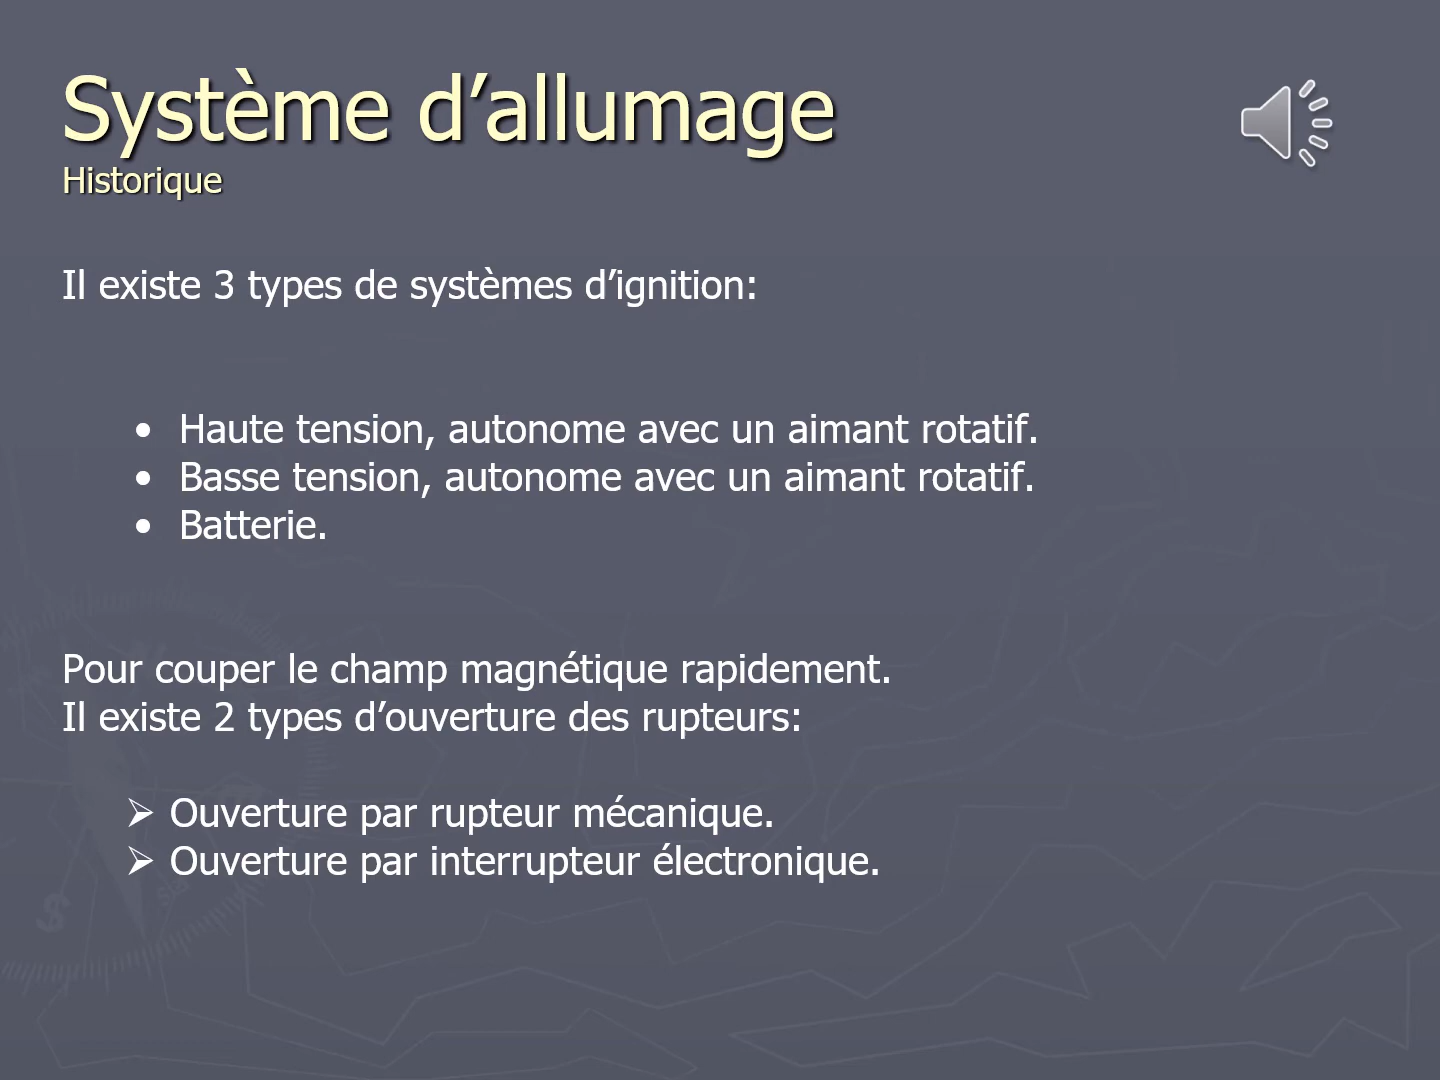 Système d’allumage
Historique
Il existe 3 types de systèmes d’ignition:
• Haute tension, autonome avec un aimant rotatif.
• Basse tension, autonome avec un aimant rotatif.
• Batterie.
Pour couper le champ magnétique rapidement.
Il existe 2 types d’ouverture des rupteurs:
➢ Ouverture par rupteur mécanique.
➢ Ouverture par interrupteur électronique.